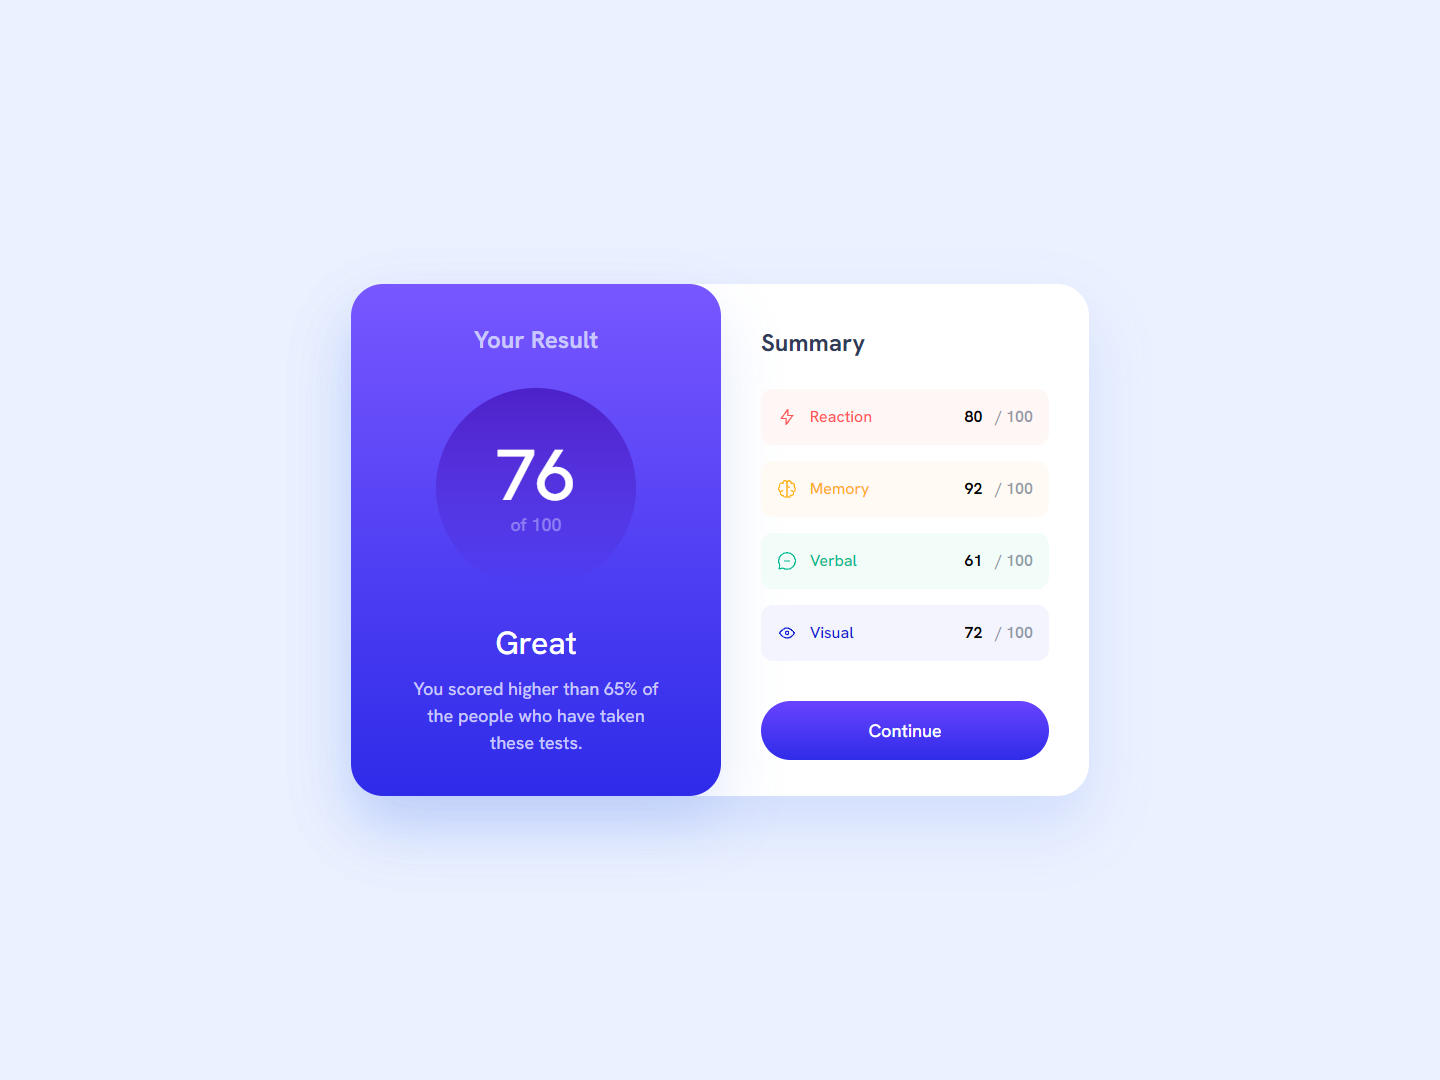 Your Result
76
of 100
Great
You scored higher than 65% of
the people who have taken
these tests.
Summary
Reaction 80 / 100
Memory 92 / 100
Verbal 61 / 100
Visual 72 / 100
Continue